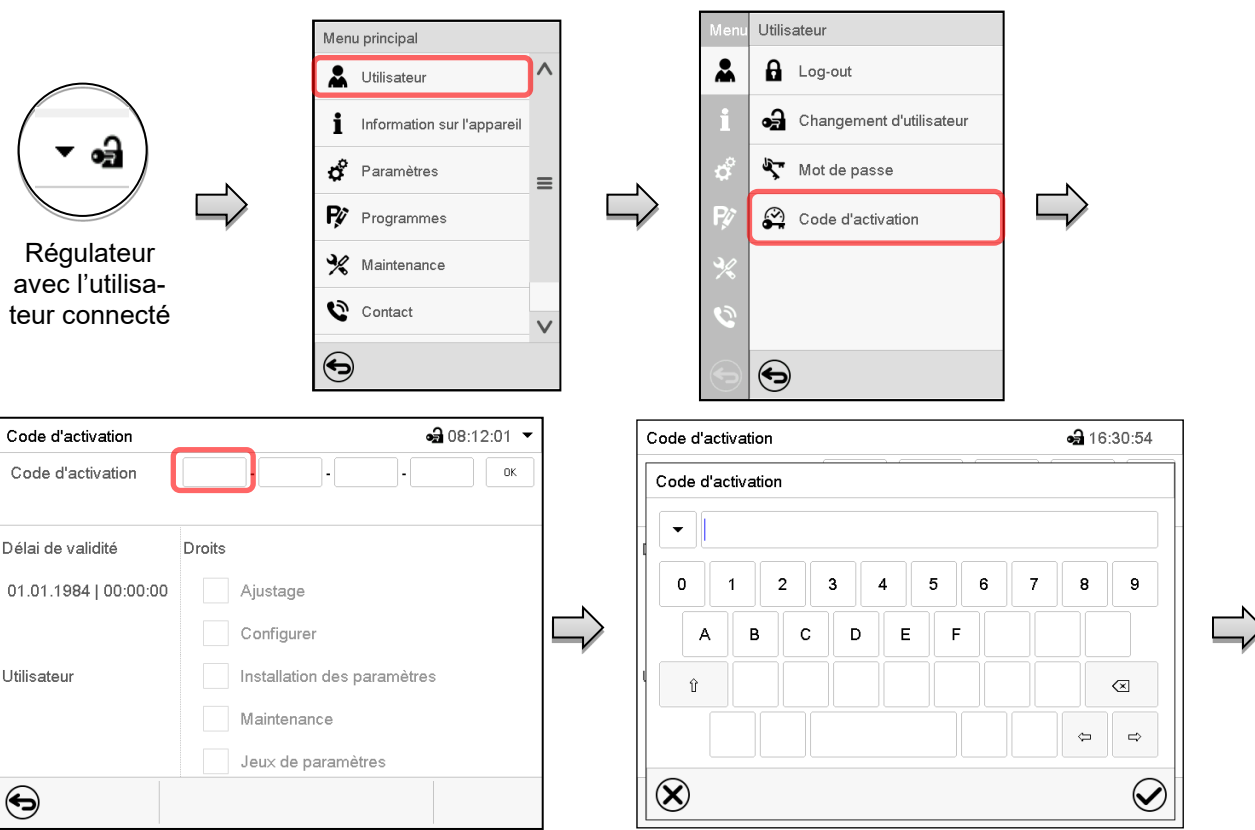 Régulateur
avec l’utilisa-
teur connecté
Menu principal
Utilisateur
Information sur l'appareil
Paramètres
Programmes
Maintenance
Contact
Menu
Utilisateur
Log-out
Changement d'utilisateur
Mot de passe
Code d'activation
Code d'activation 08:12:01
Code d'activation - - - OK
Délai de validité Droits
01.01.1984 | 00:00:00 Ajustage
Configurer
Utilisateur Installation des paramètres
Maintenance
Jeux de paramètres
Code d'activation 16:30:54
Code d'activation
0 1 2 3 4 5 6 7 8 9
A B C D E F